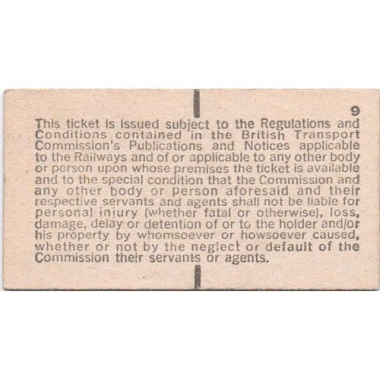 9
This ticket is issued subject to the Regulations and
Conditions contained in the British Transport
Commission's Publications and Notices applicable
to the Railways and of or applicable to any other body
or person upon whose premises the ticket is available
and to the special condition that the Commission and
any other body or person aforesaid and their
respective servants and agents shall not be liable for
personal injury (whether fatal or otherwise), loss,
damage, delay or detention of or to the holder and/or
his property by whomsoever or howsoever caused,
whether or not by the neglect or default of the
Commission their servants or agents.